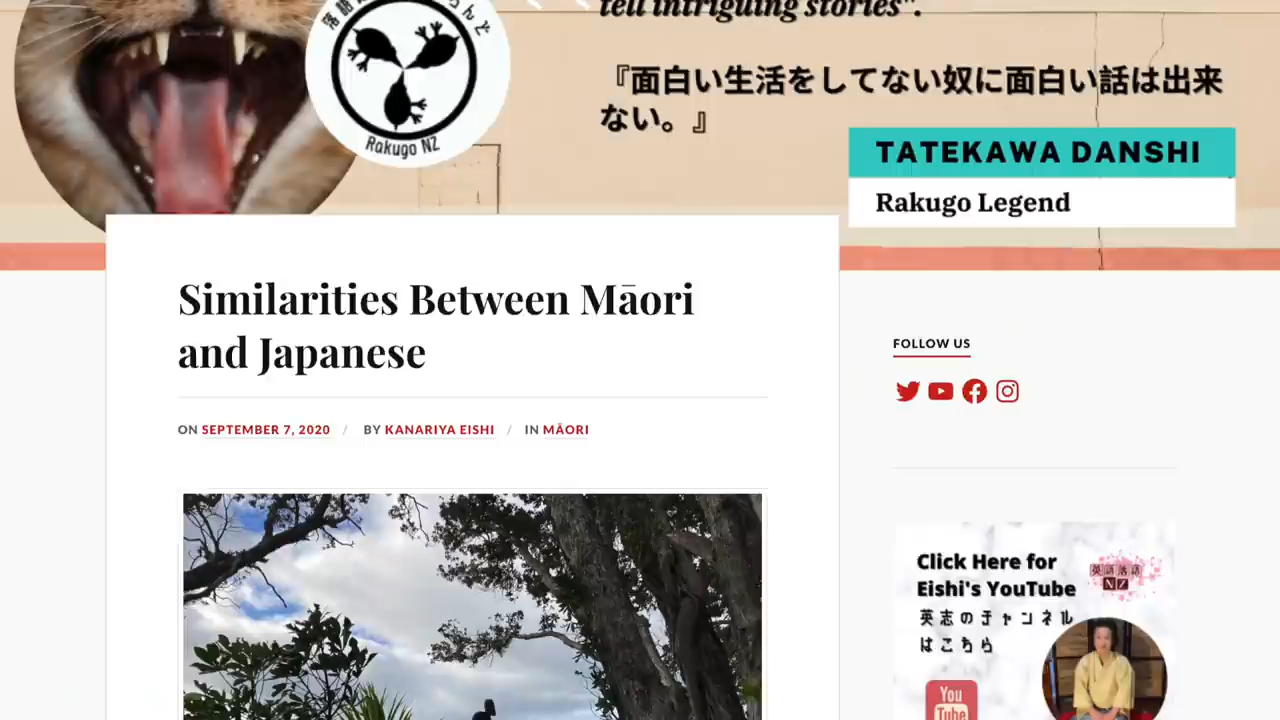 tell intriguing stories".
Rakugo NZ
『面白い生活をしてない奴に面白い話は出来
ない。』
TATEKAWA DANSHI
Rakugo Legend
Similarities Between Māori
and Japanese
ON SEPTEMBER 7, 2020 / BY KANARIYA EISHI / IN MĀORI
FOLLOW US
Click Here for
Eishi's YouTube
英志のチャンネル
はこちら
英語落語
NZ
You
Tube